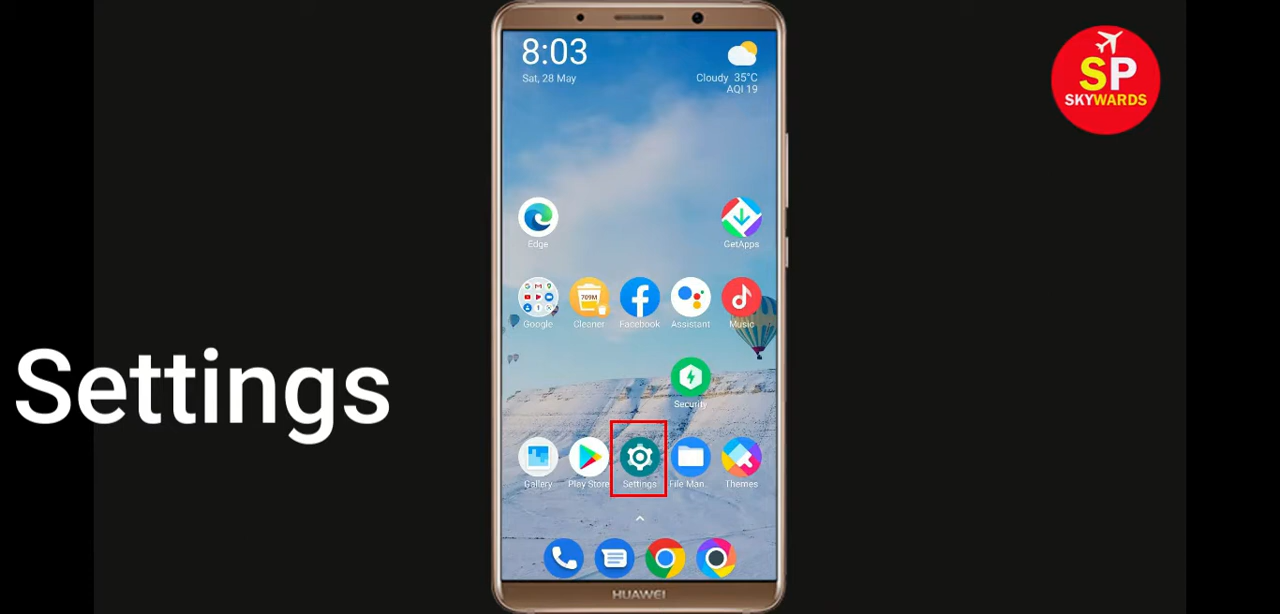 8:03
Sat, 28 May
Cloudy 35°C
AQI 19
SP
SKYWARDS
Edge
GetApps
709M
Google
Cleaner
Facebook
Assistant
Music
Security
Settings
Gallery
Play Store
Settings
File Man..
Themes
HUAWEI